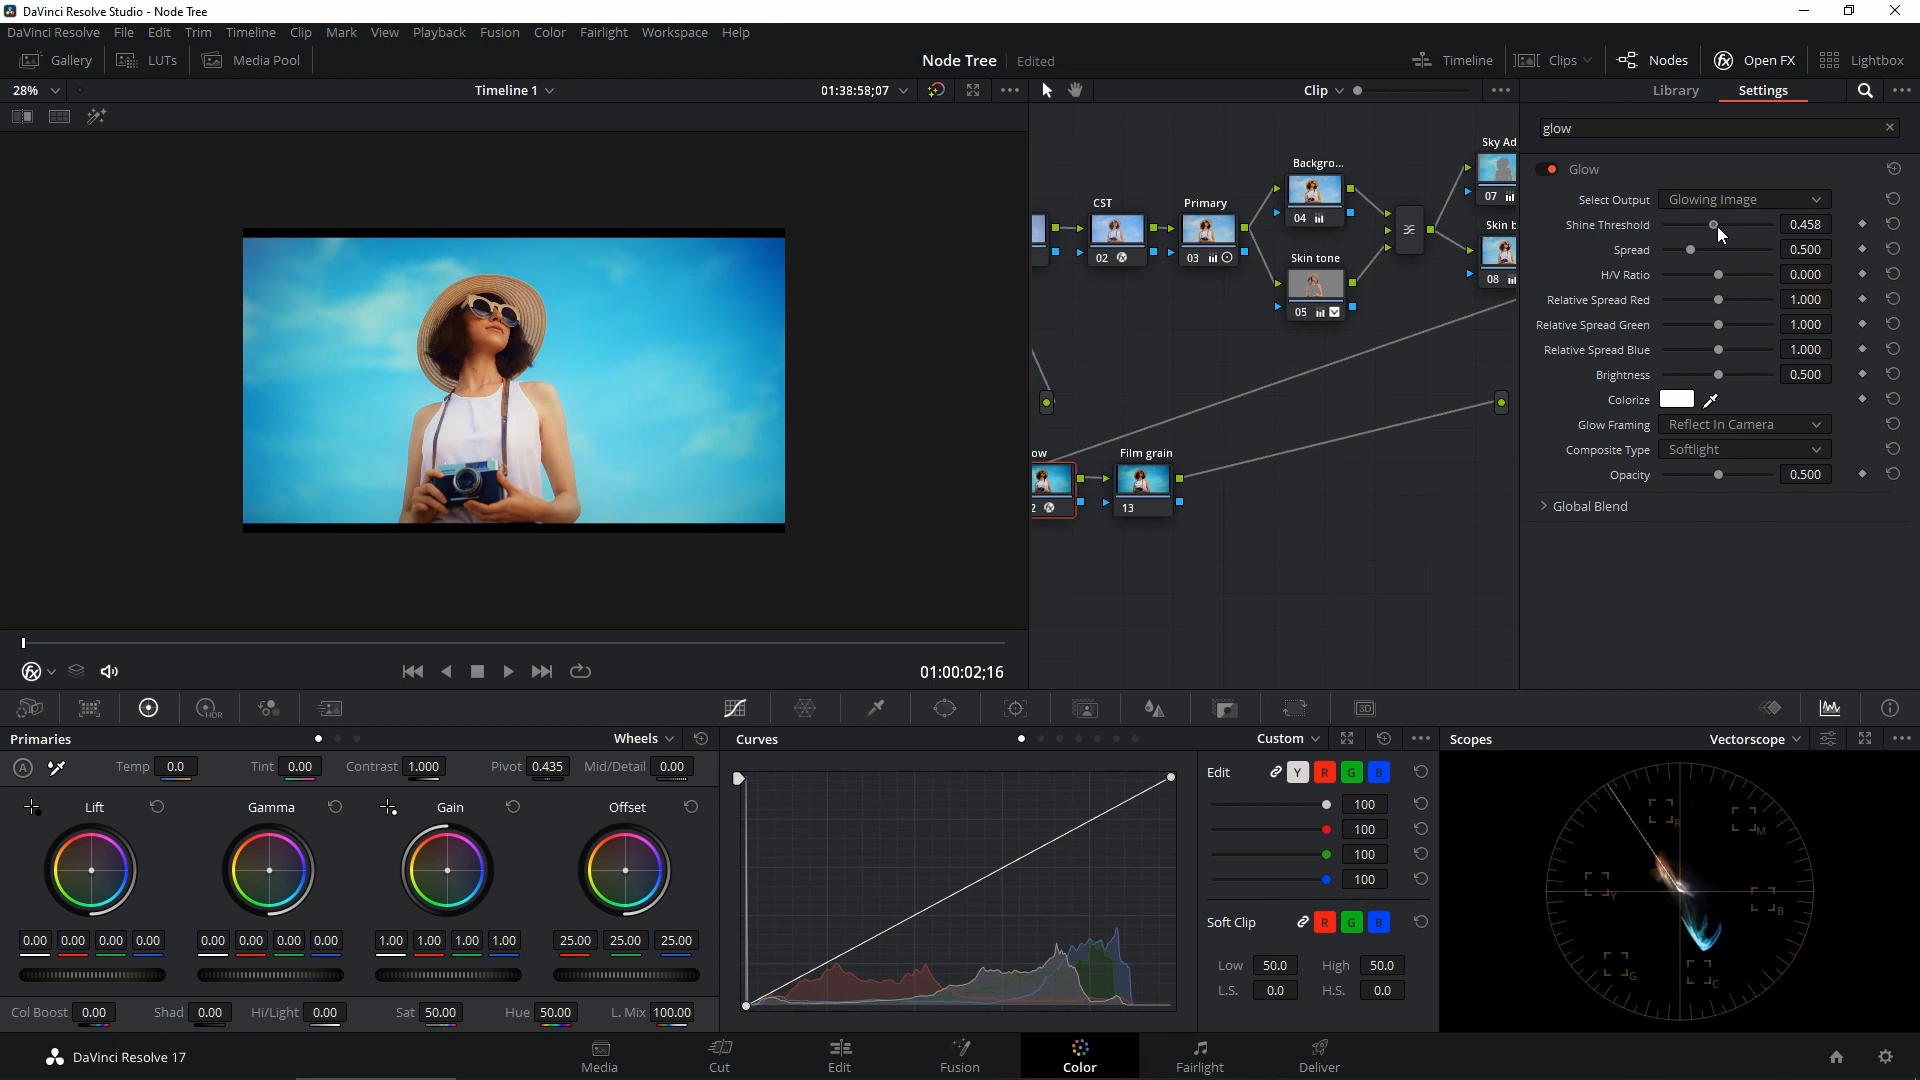 DaVinci Resolve Studio - Node Tree
DaVinci Resolve File Edit Trim Timeline Clip Mark View Playback Fusion Color Fairlight Workspace Help
Gallery LUTs Media Pool Node Tree Edited Timeline Clips Nodes Open FX Lightbox
28% Timeline 1 01:38:58;07 Clip Library Settings
glow
Glow
Select Output Glowing Image
Shine Threshold 0.458
Spread 0.500
H/V Ratio 0.000
Relative Spread Red 1.000
Relative Spread Green 1.000
Relative Spread Blue 1.000
Brightness 0.500
Colorize
Glow Framing Reflect In Camera
Composite Type Softlight
Opacity 0.500
Global Blend
CST
02
Primary
03
Backgro...
04
Skin tone
05
Sky Ad
07
Skin b
08
ow
2
Film grain
13
01:00:02;16
Primaries Wheels
A Temp 0.0 Tint 0.00 Contrast 1.000 Pivot 0.435 Mid/Detail 0.00
Lift Gamma Gain Offset
0.00 0.00 0.00 0.00 0.00 0.00 0.00 0.00 1.00 1.00 1.00 1.00 25.00 25.00 25.00
Col Boost 0.00 Shad 0.00 Hi/Light 0.00 Sat 50.00 Hue 50.00 L. Mix 100.00
HDR
3D
Curves Custom
Edit Y R G B
100
100
100
100
Soft Clip R G B
Low 50.0 High 50.0
L.S. 0.0 H.S. 0.0
Scopes Vectorscope
R
M
Y
B
G
C
DaVinci Resolve 17
Media Cut Edit Fusion Color Fairlight Deliver